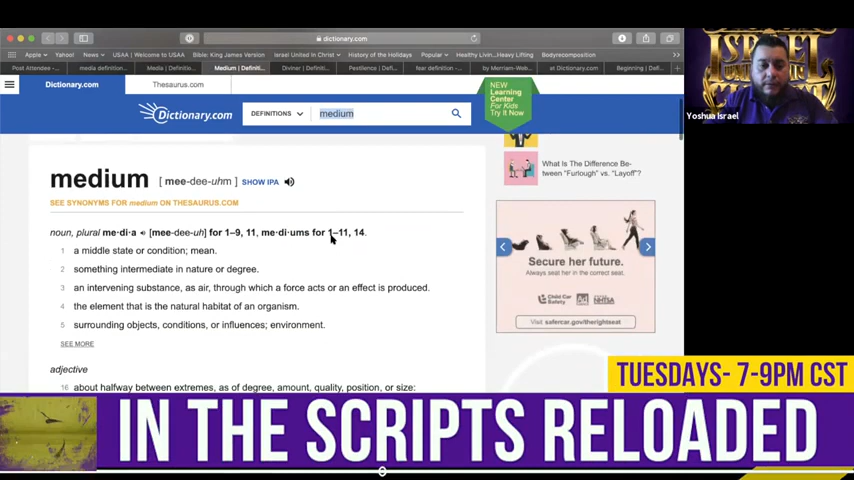 dictionary.com
Apple Yahoo! News USAA | Welcome to USAA Bible: King James Version Israel United In Christ History of the Holidays Popular Healthy Livin...Heavy Lifting Bodyrecomposition
Post Attendee - media definition Media | Definiti... Medium | Definiti... Diviner | Definiti... Pestilence | Defin... fear definition - by Merriam-Web... at Dictionary.com Beginning | Defi...
Dictionary.com Thesaurus.com
Dictionary.com DEFINITIONS medium
NEW
Learning
Center
For Kids
Try It Now
medium [ mee-dee-uhm ] SHOW IPA
SEE SYNONYMS FOR medium ON THESAURUS.COM
noun, plural me·di·a [mee-dee-uh] for 1–9, 11, me·di·ums for 1–11, 14.
1 a middle state or condition; mean.
2 something intermediate in nature or degree.
3 an intervening substance, as air, through which a force acts or an effect is produced.
4 the element that is the natural habitat of an organism.
5 surrounding objects, conditions, or influences; environment.
SEE MORE
adjective
16 about halfway between extremes, as of degree, amount, quality, position, or size:
What Is The Difference Be-
tween "Furlough" vs. "Layoff"?
Secure her future.
Always seat her in the correct seat.
Child Car
Safety
Ad
NHTSA
Visit safercar.gov/therightseat
ISRAEL
Yoshua Israel
TUESDAYS- 7-9PM CST
IN THE SCRIPTS RELOADED